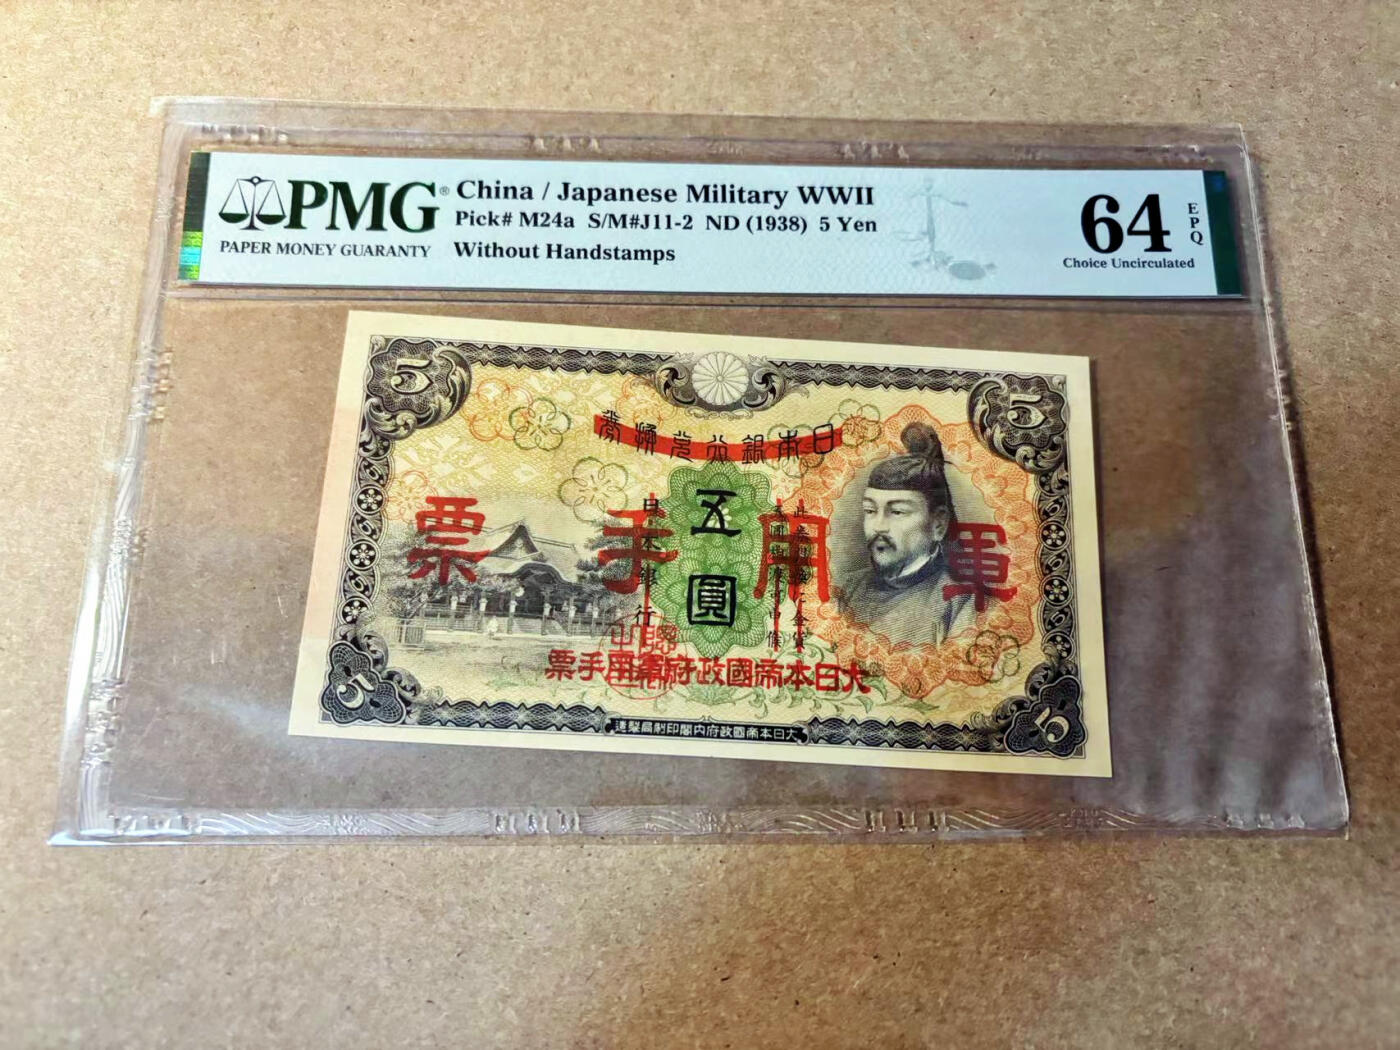 PMG® China / Japanese Military WWII
Pick# M24a S/M#J11-2 ND (1938) 5 Yen
PAPER MONEY GUARANTY Without Handstamps
64 EPQ
Choice Uncirculated
5 5
日本銀行兌換券
軍用手票
五圓
日本銀行
大日本帝國政府軍用手票
5 5
大日本帝國政府内閣印刷局製造